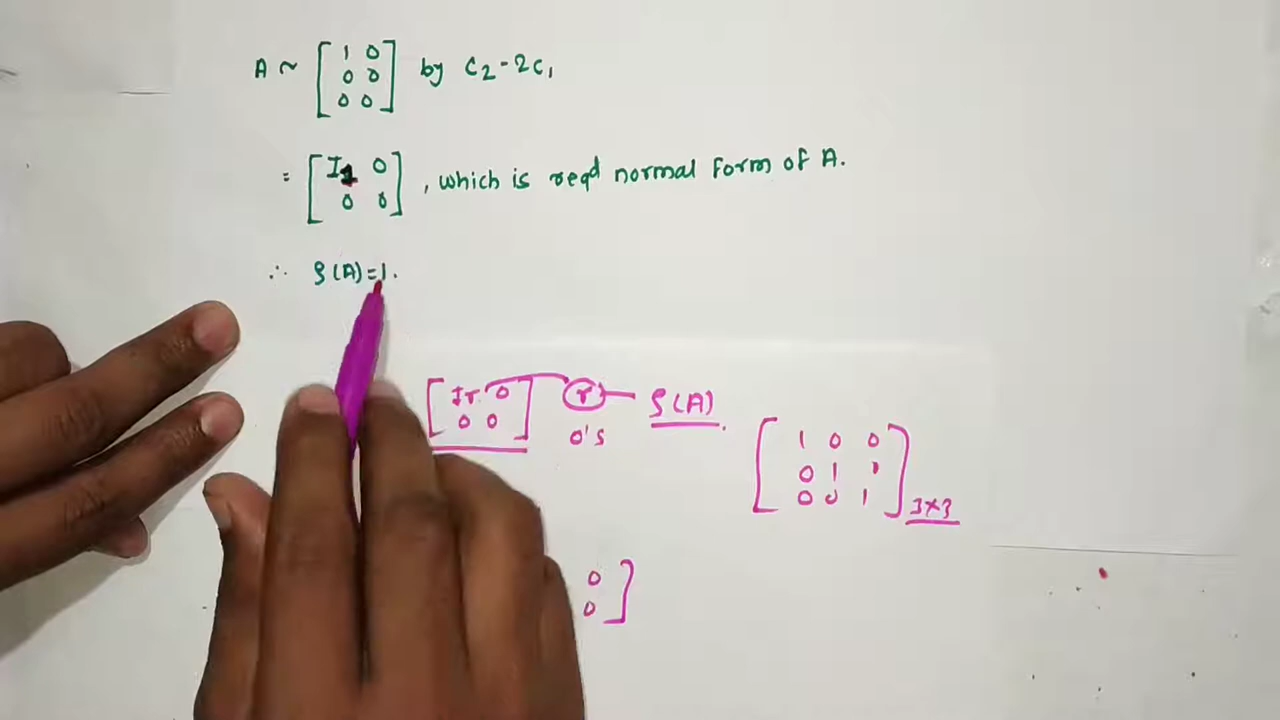 A ~ [ 1 0
0 0
0 0 ] by C₂-2C₁
= [ I₁ 0
0 0 ] , which is reqd normal form of A.
∴ ρ(A)=1.
[ Ir 0
0 0 ] r ρ(A).
0's
[ 1 0 0
0 1 0
0 0 1 ] 3×3
0
0 ]